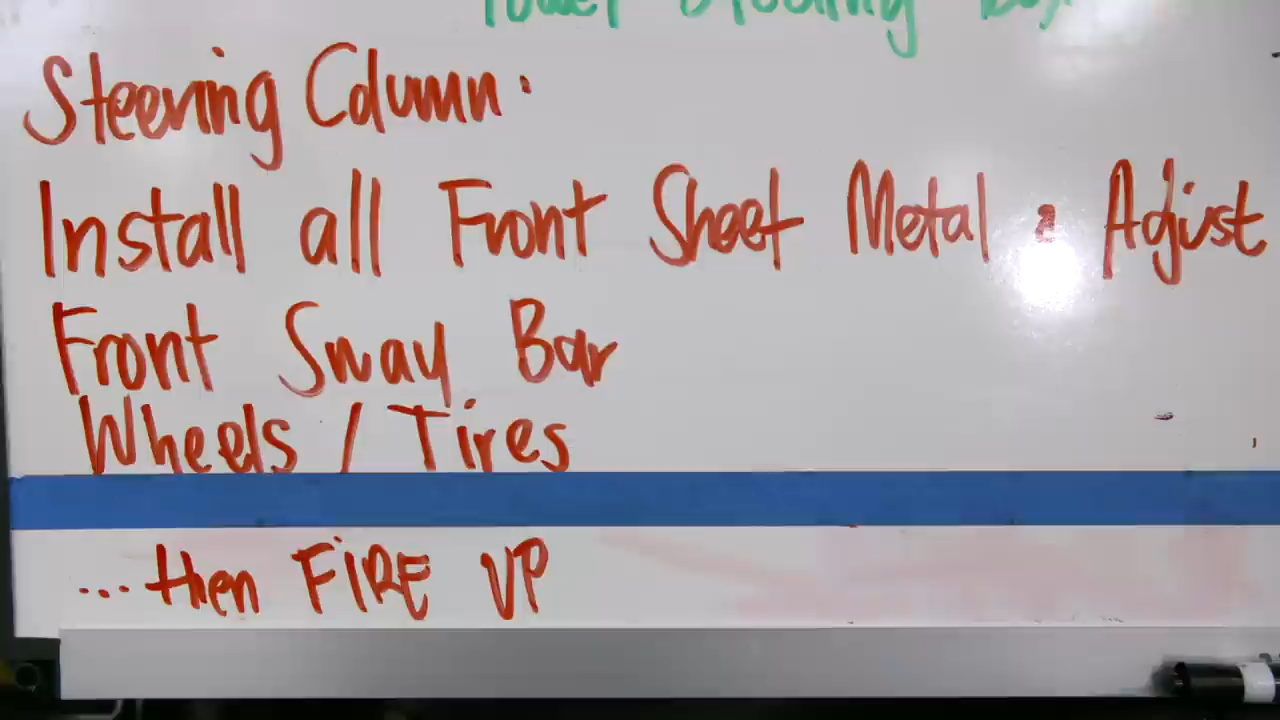 Steering Column.
Install all Front Sheet Metal & Adjust
Front Sway Bar
Wheels / Tires
... then FiRE UP